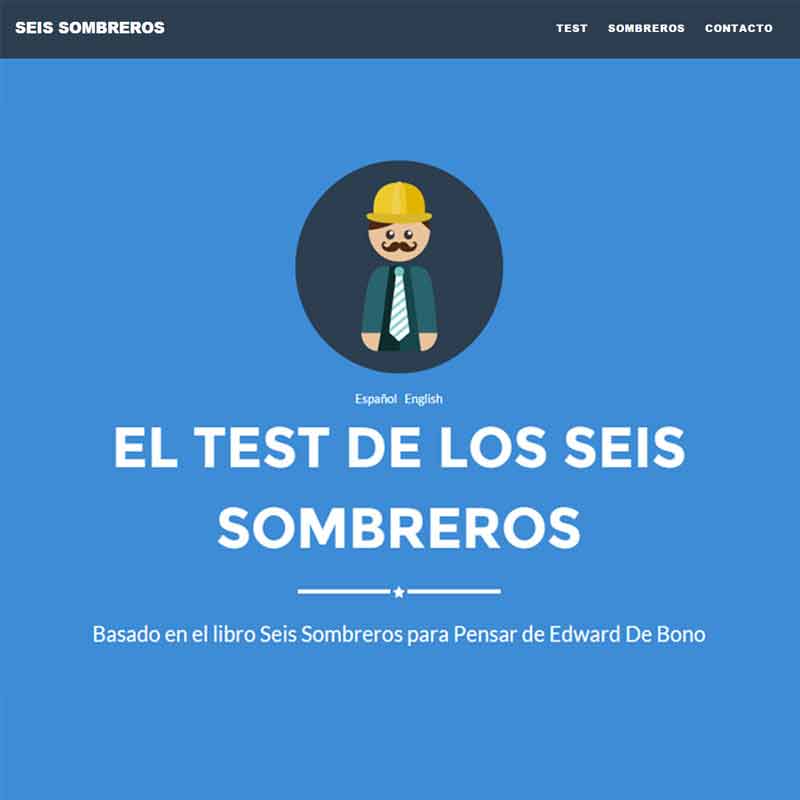 SEIS SOMBREROS
TEST SOMBREROS CONTACTO
Español English
EL TEST DE LOS SEIS
SOMBREROS
Basado en el libro Seis Sombreros para Pensar de Edward De Bono